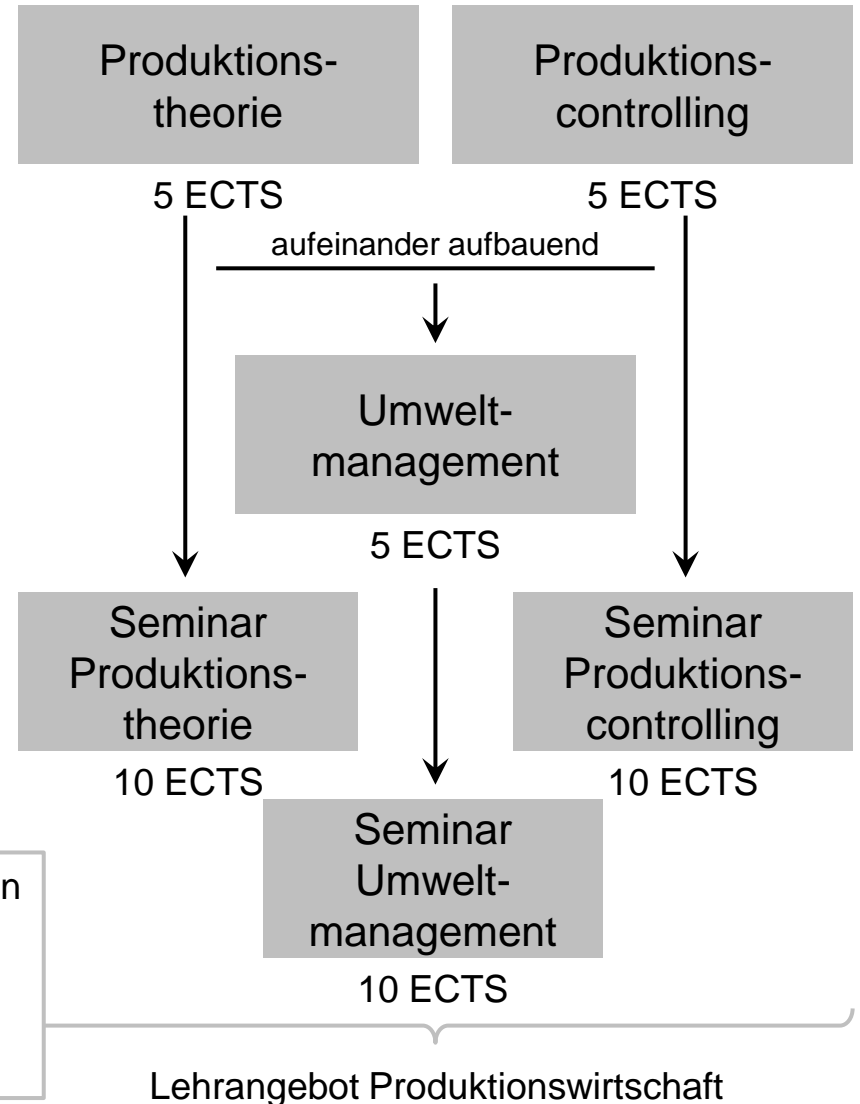 Produktions-
theorie
Produktions-
controlling
5 ECTS
5 ECTS
aufeinander aufbauend
Umwelt-
management
5 ECTS
Seminar
Produktions-
theorie
Seminar
Produktions-
controlling
10 ECTS
10 ECTS
Seminar
Umwelt-
management
10 ECTS
n
Lehrangebot Produktionswirtschaft